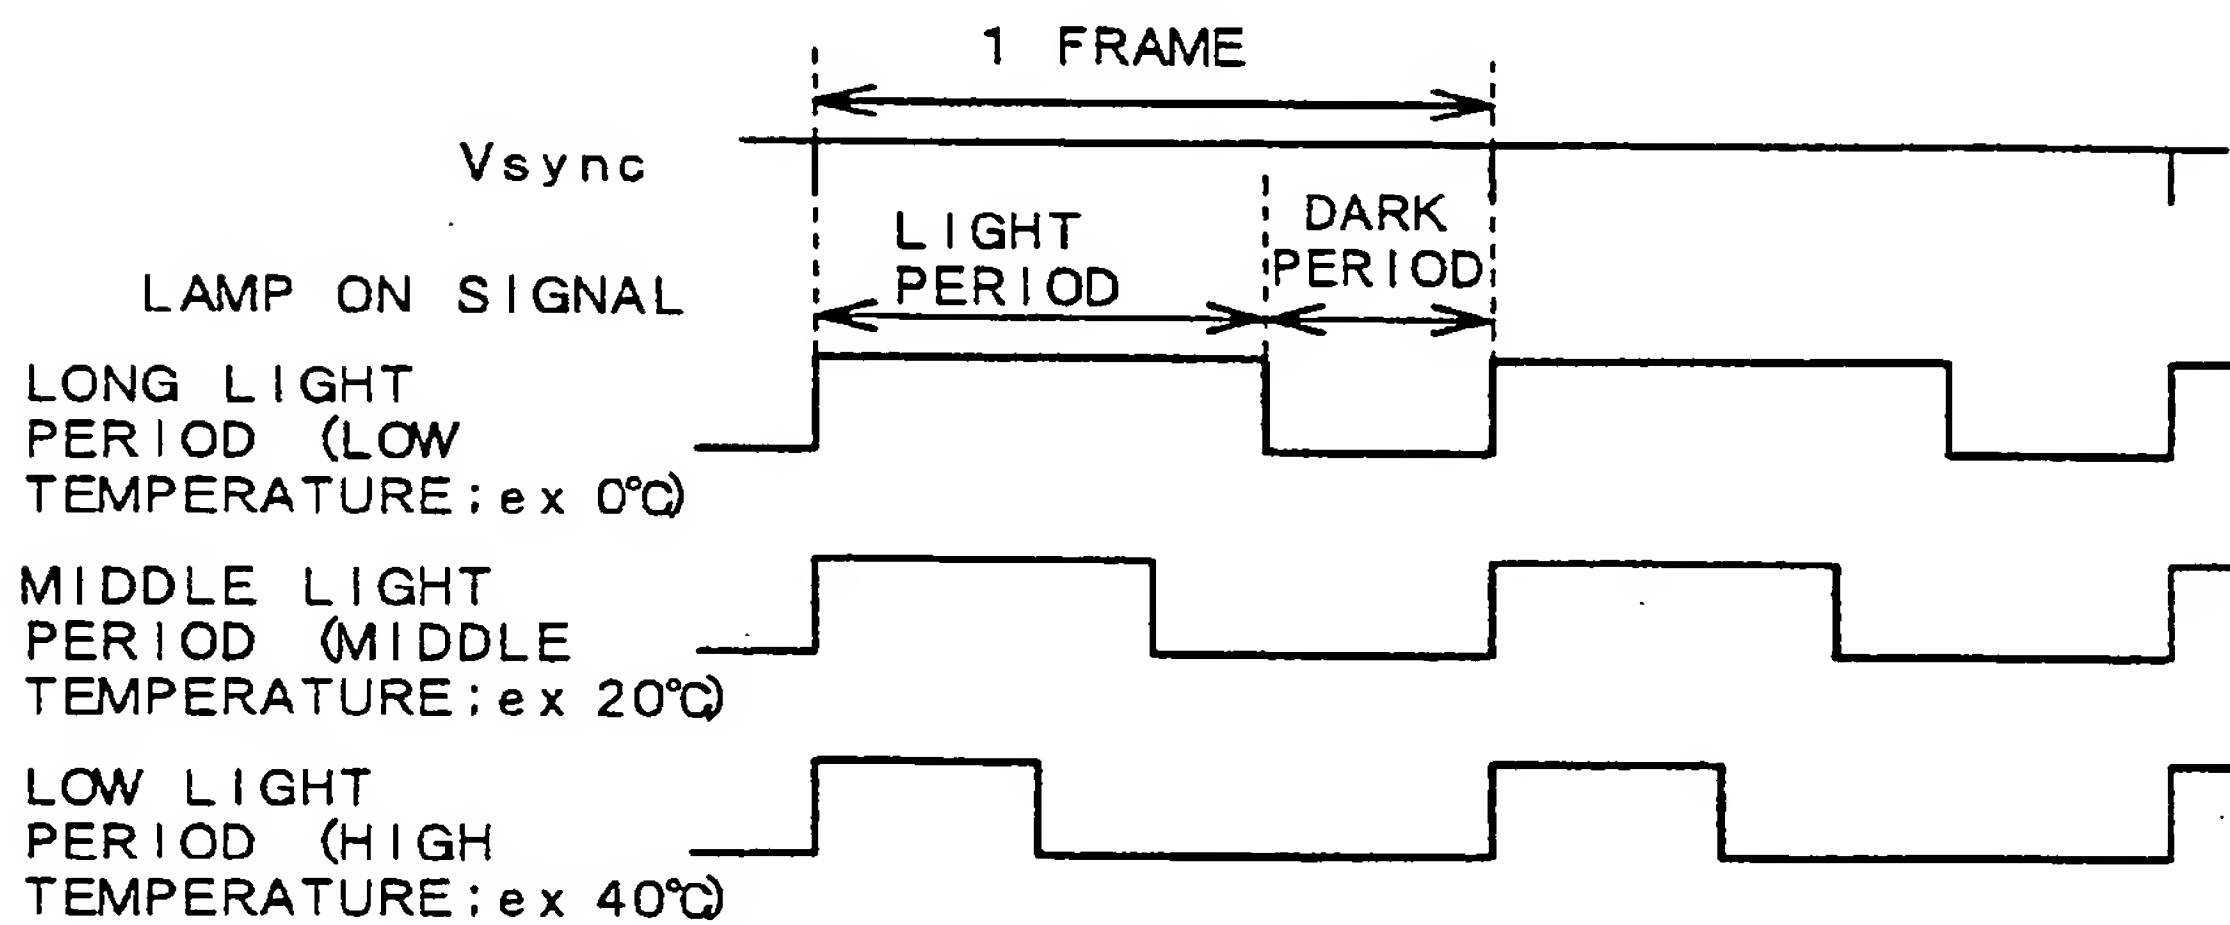 1 FRAME
Vsync
LIGHT
PERIOD
DARK
PERIOD
LAMP ON SIGNAL
LONG LIGHT
PERIOD (LOW
TEMPERATURE;ex 0℃)
MIDDLE LIGHT
PERIOD (MIDDLE
TEMPERATURE;ex 20℃)
LOW LIGHT
PERIOD (HIGH
TEMPERATURE;ex 40℃)